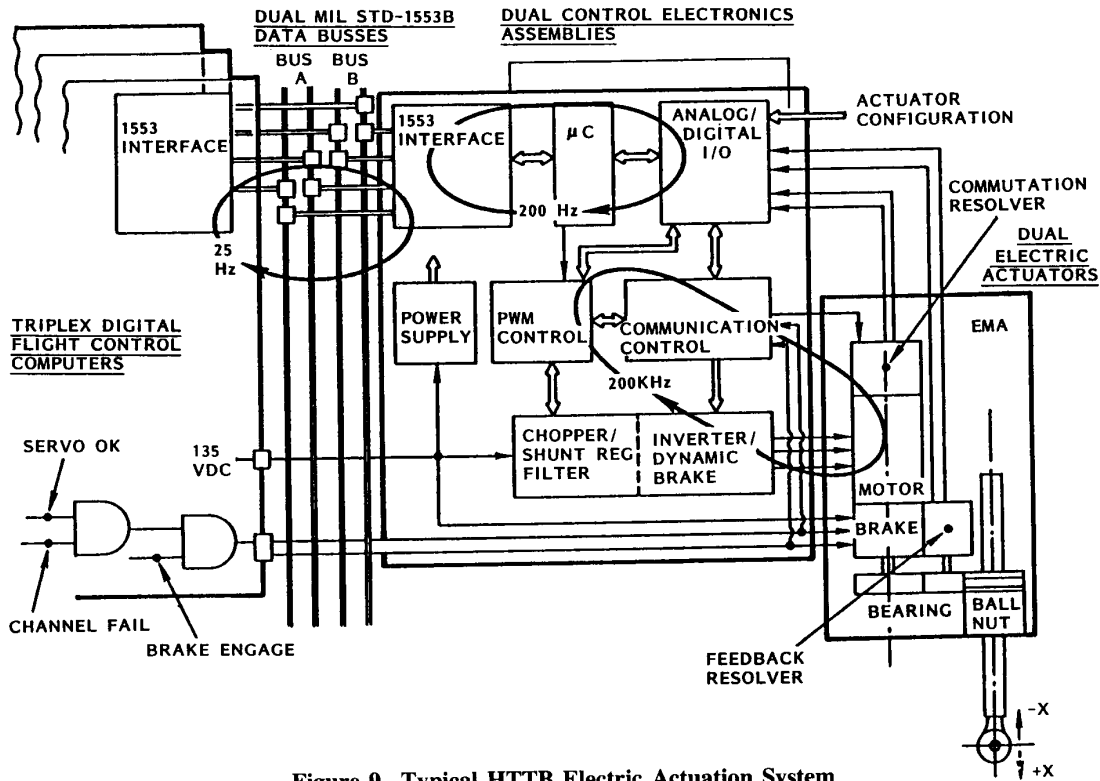 DUAL MIL STD-1553B
DATA BUSSES
BUS
A
BUS
B
DUAL CONTROL ELECTRONICS
ASSEMBLIES
1553
INTERFACE
1553
INTERFACE
μC
ANALOG/
DIGITAL
I/O
ACTUATOR
CONFIGURATION
200 Hz
25
Hz
COMMUTATION
RESOLVER
DUAL
ELECTRIC
ACTUATORS
TRIPLEX DIGITAL
FLIGHT CONTROL
COMPUTERS
POWER
SUPPLY
PWM
CONTROL
COMMUNICATION
CONTROL
EMA
200KHz
SERVO OK
135
VDC
CHOPPER/
SHUNT REG
FILTER
INVERTER/
DYNAMIC
BRAKE
MOTOR
BRAKE
CHANNEL FAIL
BRAKE ENGAGE
BEARING
BALL
NUT
FEEDBACK
RESOLVER
-X
+X
Figure 9 Typical HTTB Electric Actuation System